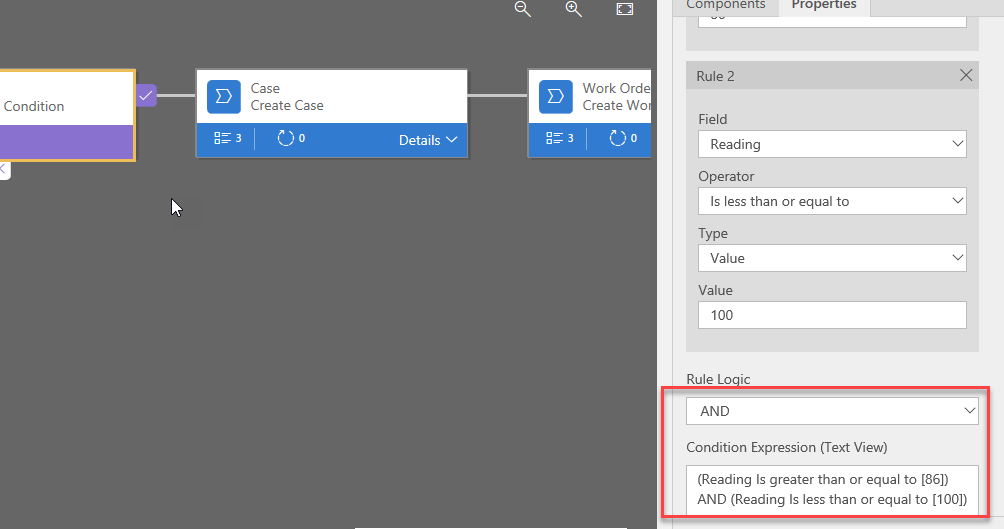 Components
Properties
Rule 2
Field
Reading
Operator
Is less than or equal to
Type
Value
Value
100
Rule Logic
AND
Condition Expression (Text View)
(Reading Is greater than or equal to [86])
AND (Reading Is less than or equal to [100])
Condition
Case
Create Case
3
0
Details
Work Orde
Create Wor
3
0